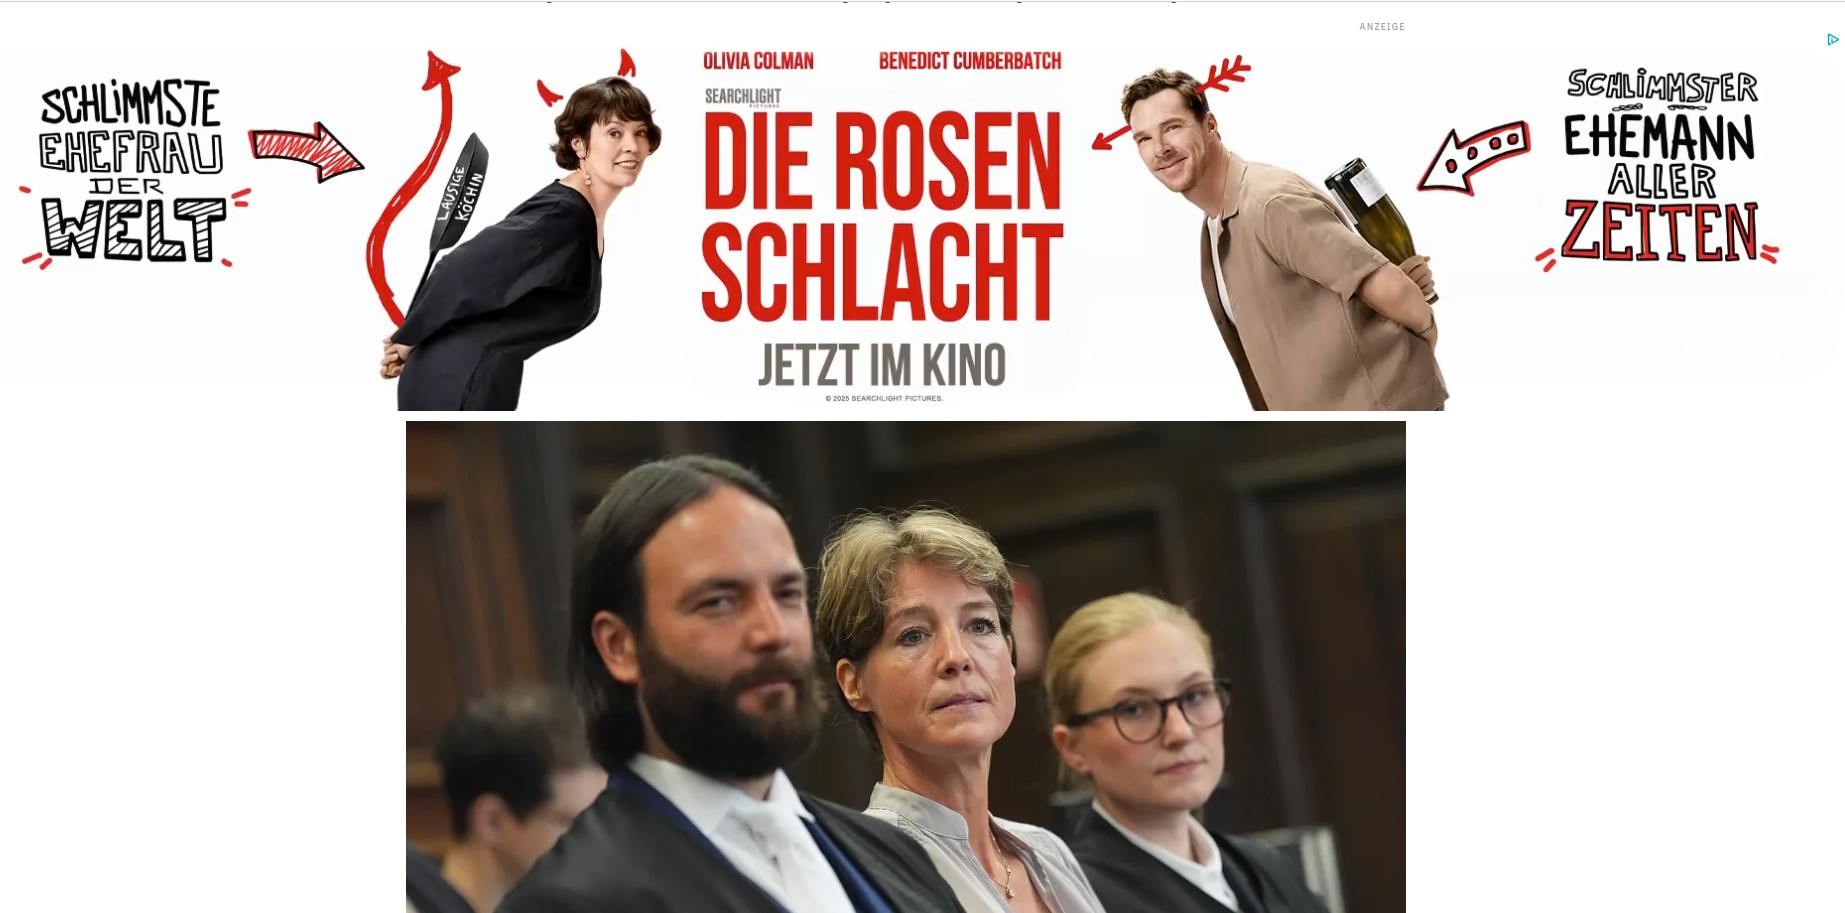 ANZEIGE
SCHLIMMSTE
EHEFRAU
DER
WELT
LAUSIGE
KÖCHIN
OLIVIA COLMAN
BENEDICT CUMBERBATCH
SEARCHLIGHT
PICTURES
DIE ROSEN
SCHLACHT
JETZT IM KINO
© 2025 SEARCHLIGHT PICTURES.
SCHLIMMSTER
EHEMANN
ALLER
ZEITEN